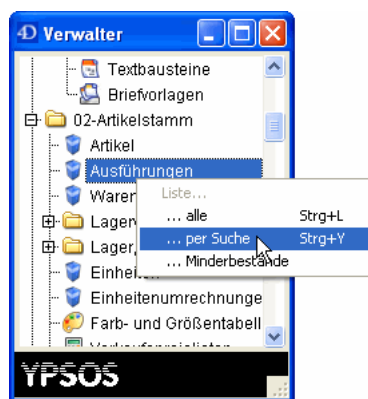 Verwalter
Textbausteine
Briefvorlagen
02-Artikelstamm
Artikel
Ausführungen
Waren
Liste...
... alle Strg+L
... per Suche Strg+Y
... Minderbestände
Lager
Lager,
Einheiten
Einheitenumrechnunge
Farb- und Größentabell
YPSOS